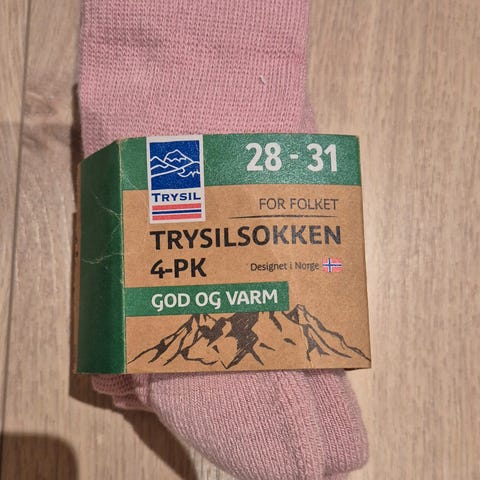 28 - 31
TRYSIL
FOR FOLKET
TRYSILSOKKEN
4-PK
Designet i Norge
GOD OG VARM